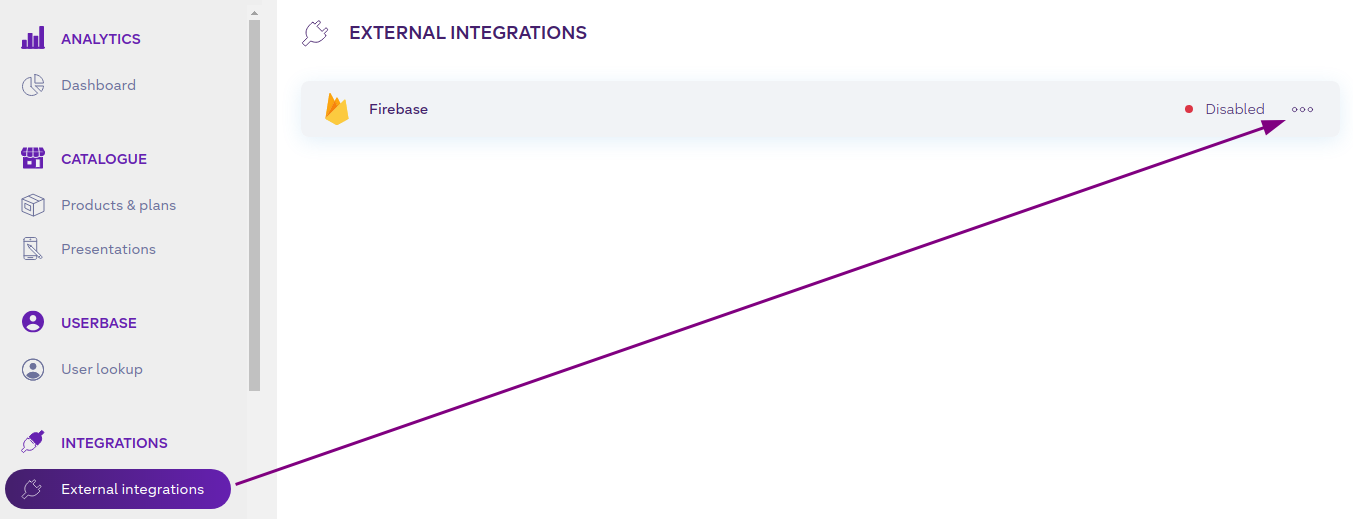 ANALYTICS
Dashboard
CATALOGUE
Products & plans
Presentations
USERBASE
User lookup
INTEGRATIONS
External integrations
EXTERNAL INTEGRATIONS
Firebase
Disabled